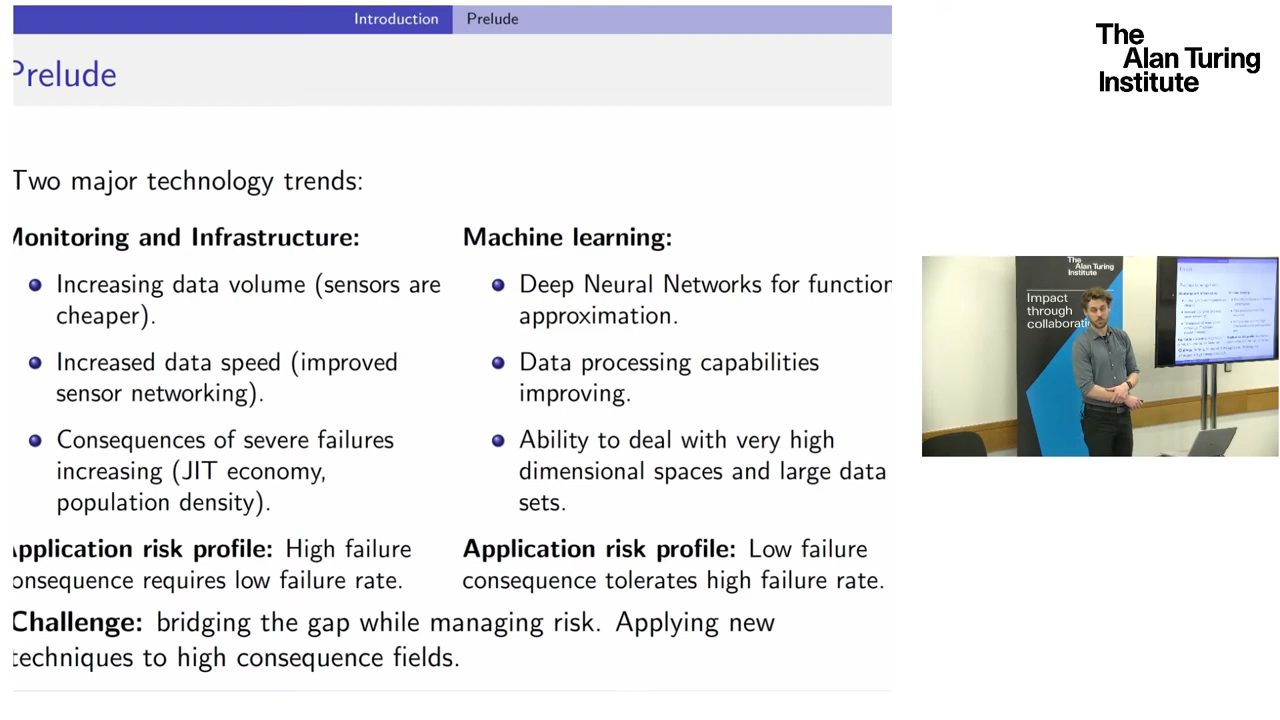 Introduction Prelude
Prelude
Two major technology trends:
Monitoring and Infrastructure:
Increasing data volume (sensors are
cheaper).
Increased data speed (improved
sensor networking).
Consequences of severe failures
increasing (JIT economy,
population density).
Application risk profile: High failure
consequence requires low failure rate.
Machine learning:
Deep Neural Networks for function
approximation.
Data processing capabilities
improving.
Ability to deal with very high
dimensional spaces and large data
sets.
Application risk profile: Low failure
consequence tolerates high failure rate.
Challenge: bridging the gap while managing risk. Applying new
techniques to high consequence fields.
The
Alan Turing
Institute
The
Alan Turing
Institute
Impact
through